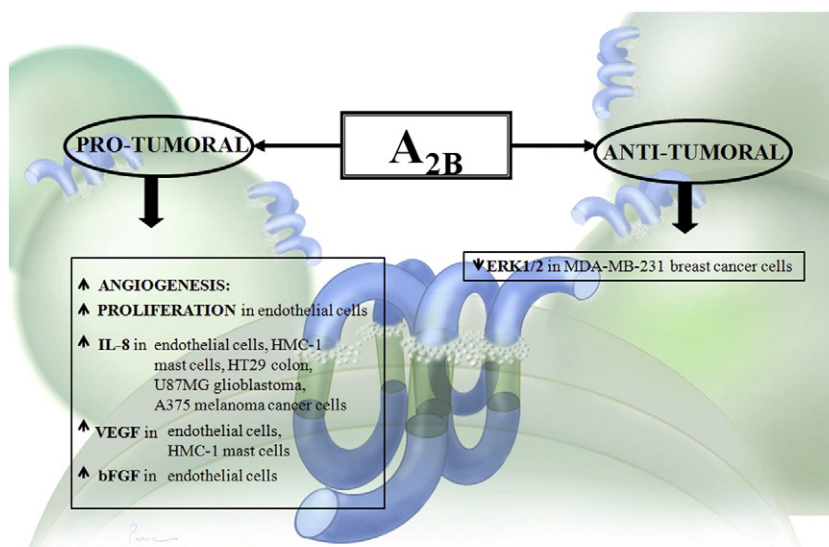 PRO-TUMORAL
A2B
ANTI-TUMORAL
ANGIOGENESIS:
PROLIFERATION in endothelial cells
IL-8 in endothelial cells, HMC-1
mast cells, HT29 colon,
U87MG glioblastoma,
A375 melanoma cancer cells
VEGF in endothelial cells,
HMC-1 mast cells
bFGF in endothelial cells
ERK1/2 in MDA-MB-231 breast cancer cells